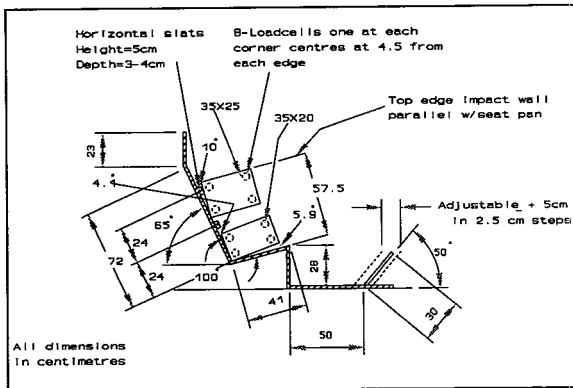 Horizontal slats
Height=5cm
Depth=3-4cm
8-Loadcells one at each
corner centres at 4.5 from
each edge
35X25
35X20
Top edge impact wall
parallel w/seat pan
23
10°
4.1°
57.5
5.9°
Adjustable + 5cm
in 2.5 cm steps
65°
24
72
24
100
28
50°
41
30
50
All dimensions
in centimetres